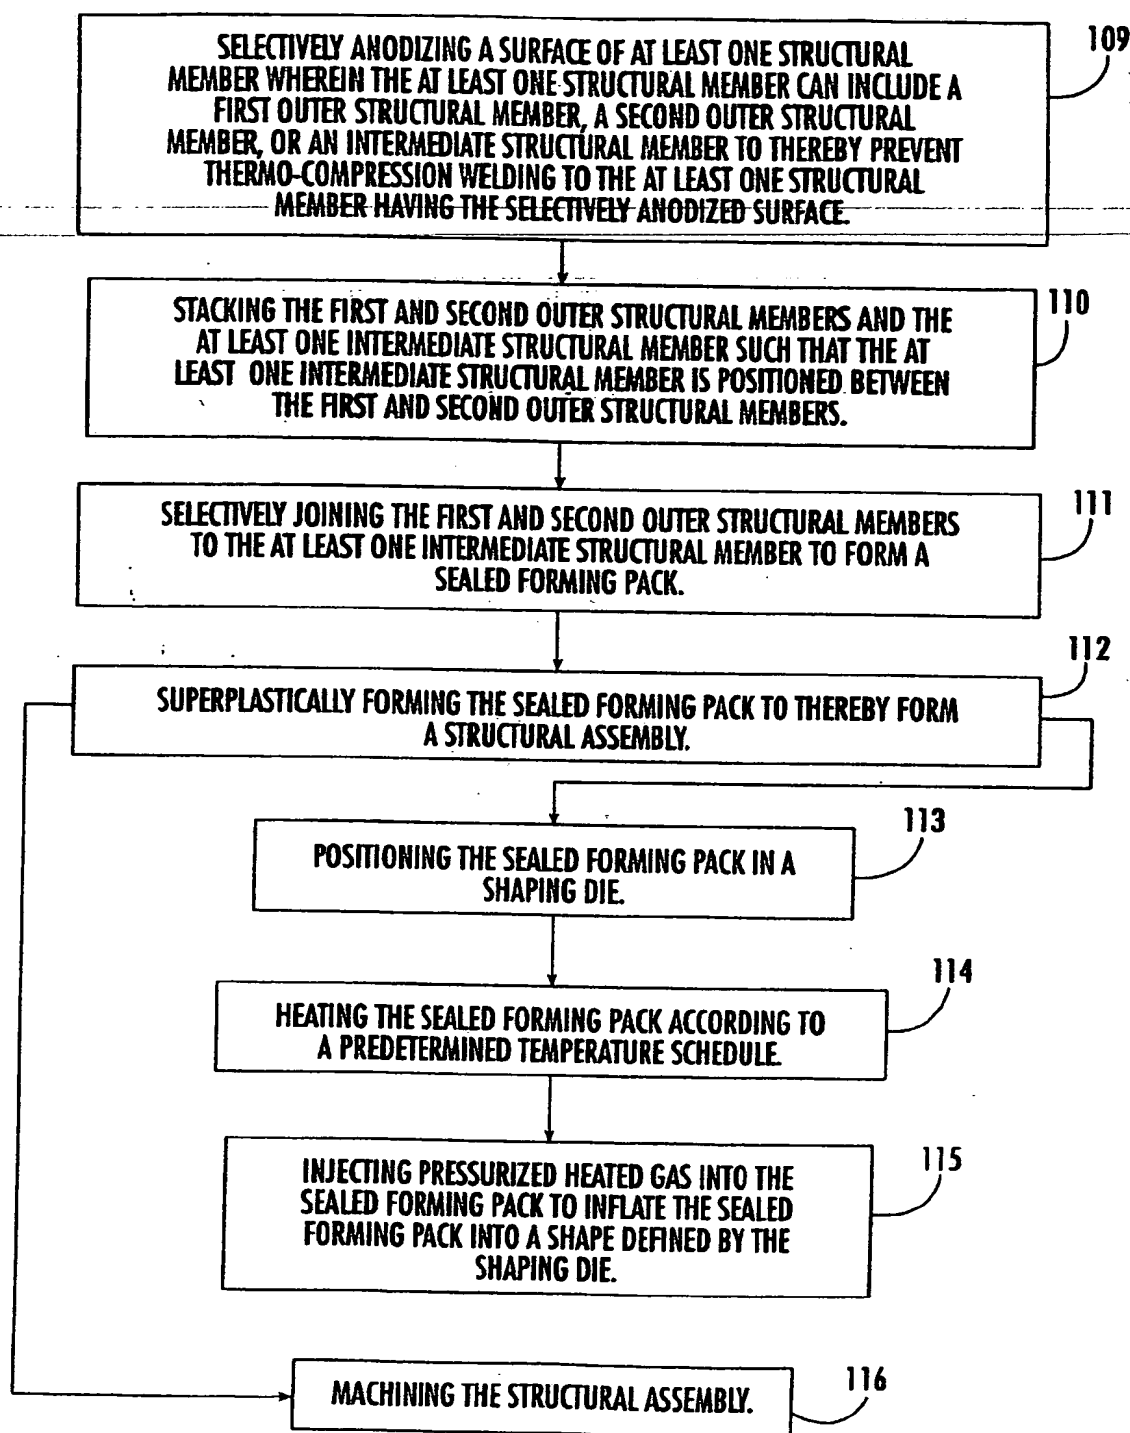 SELECTIVELY ANODIZING A SURFACE OF AT LEAST ONE STRUCTURAL
MEMBER WHEREIN THE AT LEAST ONE STRUCTURAL MEMBER CAN INCLUDE A
FIRST OUTER STRUCTURAL MEMBER, A SECOND OUTER STRUCTURAL
MEMBER, OR AN INTERMEDIATE STRUCTURAL MEMBER TO THEREBY PREVENT
THERMO-COMPRESSION WELDING TO THE AT LEAST ONE STRUCTURAL
MEMBER HAVING THE SELECTIVELY ANODIZED SURFACE.
109
STACKING THE FIRST AND SECOND OUTER STRUCTURAL MEMBERS AND THE
AT LEAST ONE INTERMEDIATE STRUCTURAL MEMBER SUCH THAT THE AT
LEAST ONE INTERMEDIATE STRUCTURAL MEMBER IS POSITIONED BETWEEN
THE FIRST AND SECOND OUTER STRUCTURAL MEMBERS.
110
SELECTIVELY JOINING THE FIRST AND SECOND OUTER STRUCTURAL MEMBERS
TO THE AT LEAST ONE INTERMEDIATE STRUCTURAL MEMBER TO FORM A
SEALED FORMING PACK.
111
SUPERPLASTICALLY FORMING THE SEALED FORMING PACK TO THEREBY FORM
A STRUCTURAL ASSEMBLY.
112
POSITIONING THE SEALED FORMING PACK IN A
SHAPING DIE.
113
HEATING THE SEALED FORMING PACK ACCORDING TO
A PREDETERMINED TEMPERATURE SCHEDULE.
114
INJECTING PRESSURIZED HEATED GAS INTO THE
SEALED FORMING PACK TO INFLATE THE SEALED
FORMING PACK INTO A SHAPE DEFINED BY THE
SHAPING DIE.
115
MACHINING THE STRUCTURAL ASSEMBLY.
116